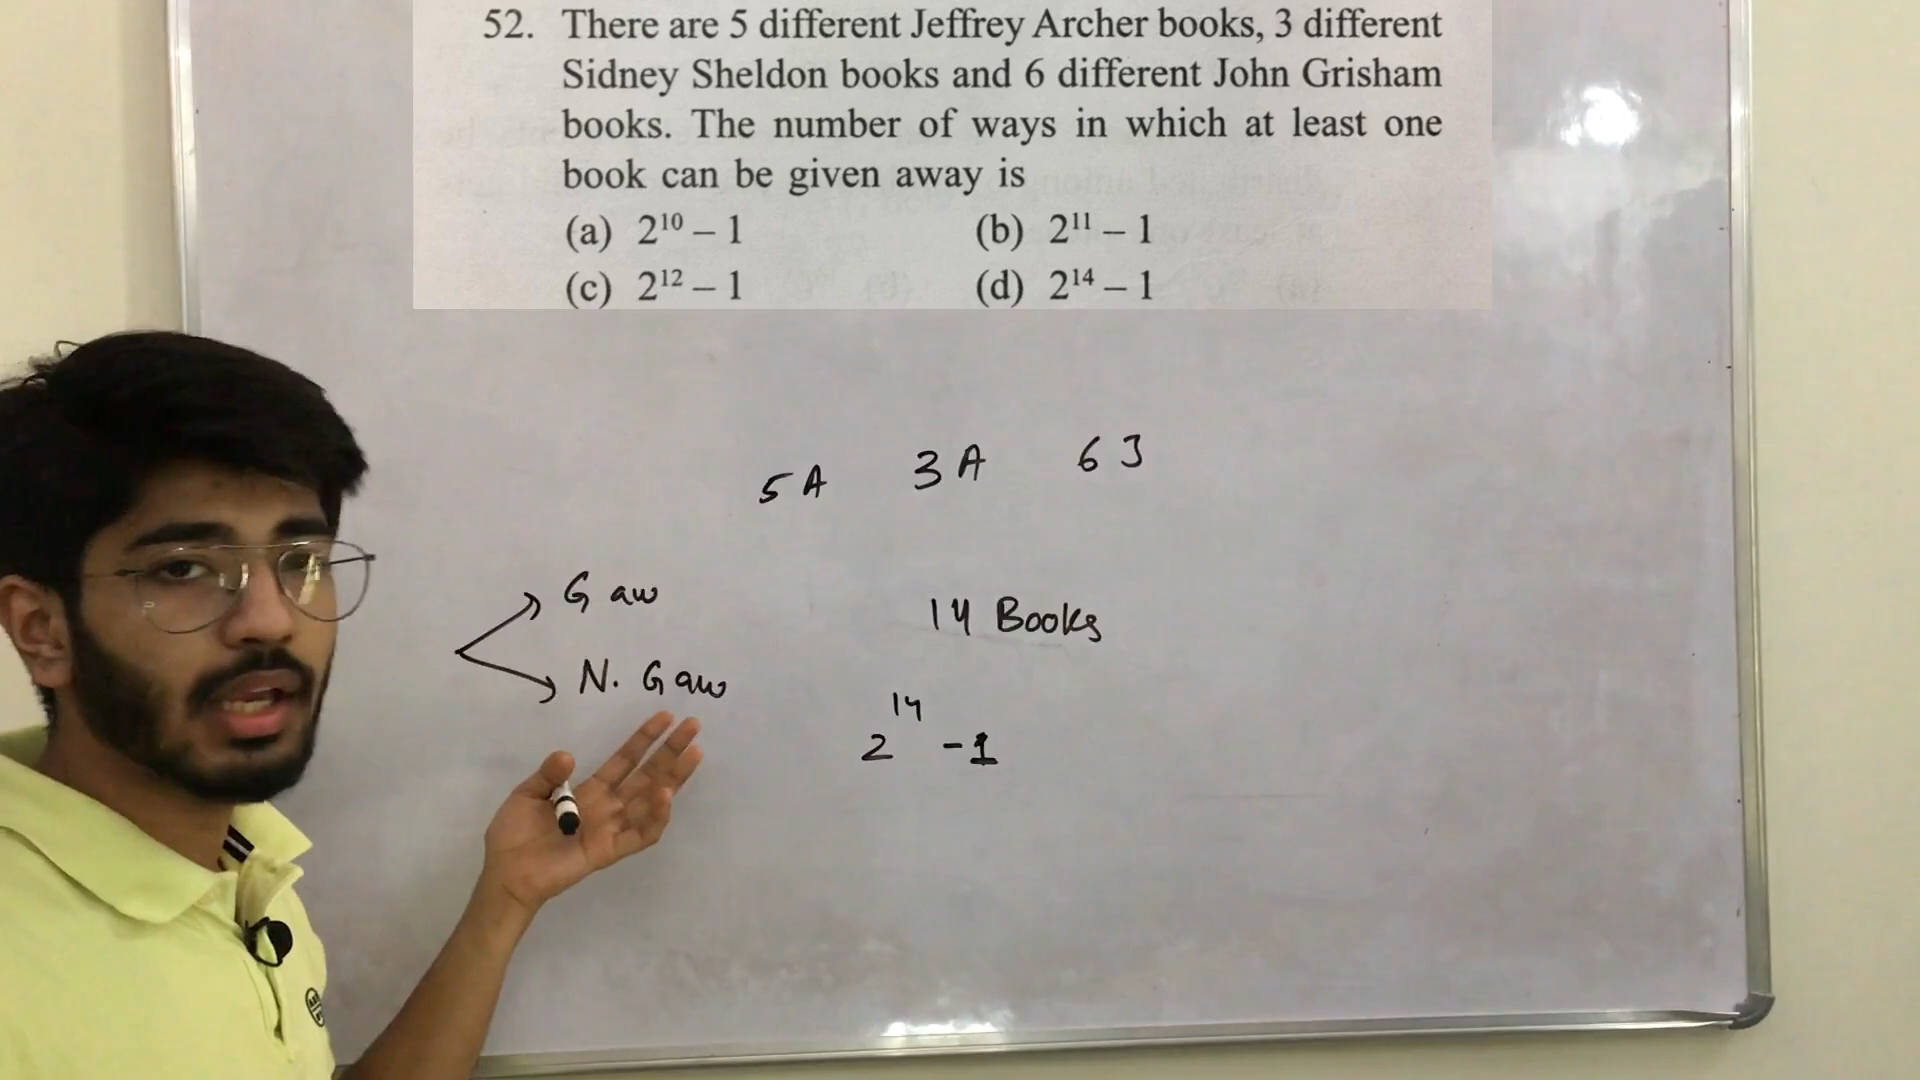 52. There are 5 different Jeffrey Archer books, 3 different
Sidney Sheldon books and 6 different John Grisham
books. The number of ways in which at least one
book can be given away is
(a) 2¹⁰ – 1 (b) 2¹¹ – 1
(c) 2¹² – 1 (d) 2¹⁴ – 1
5A 3A 6J
G aw
N. G aw
14 Books
2¹⁴ - 1